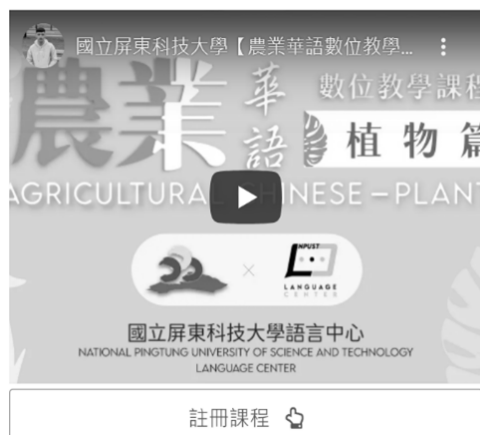 國立屏東科技大學【農業華語數位教學...
農業
華語
數位教學課程
植物篇
AGRICULTURAL CHINESE－PLANT
NPUST
LANGUAGE
CENTER
國立屏東科技大學語言中心
NATIONAL PINGTUNG UNIVERSITY OF SCIENCE AND TECHNOLOGY
LANGUAGE CENTER
註冊課程